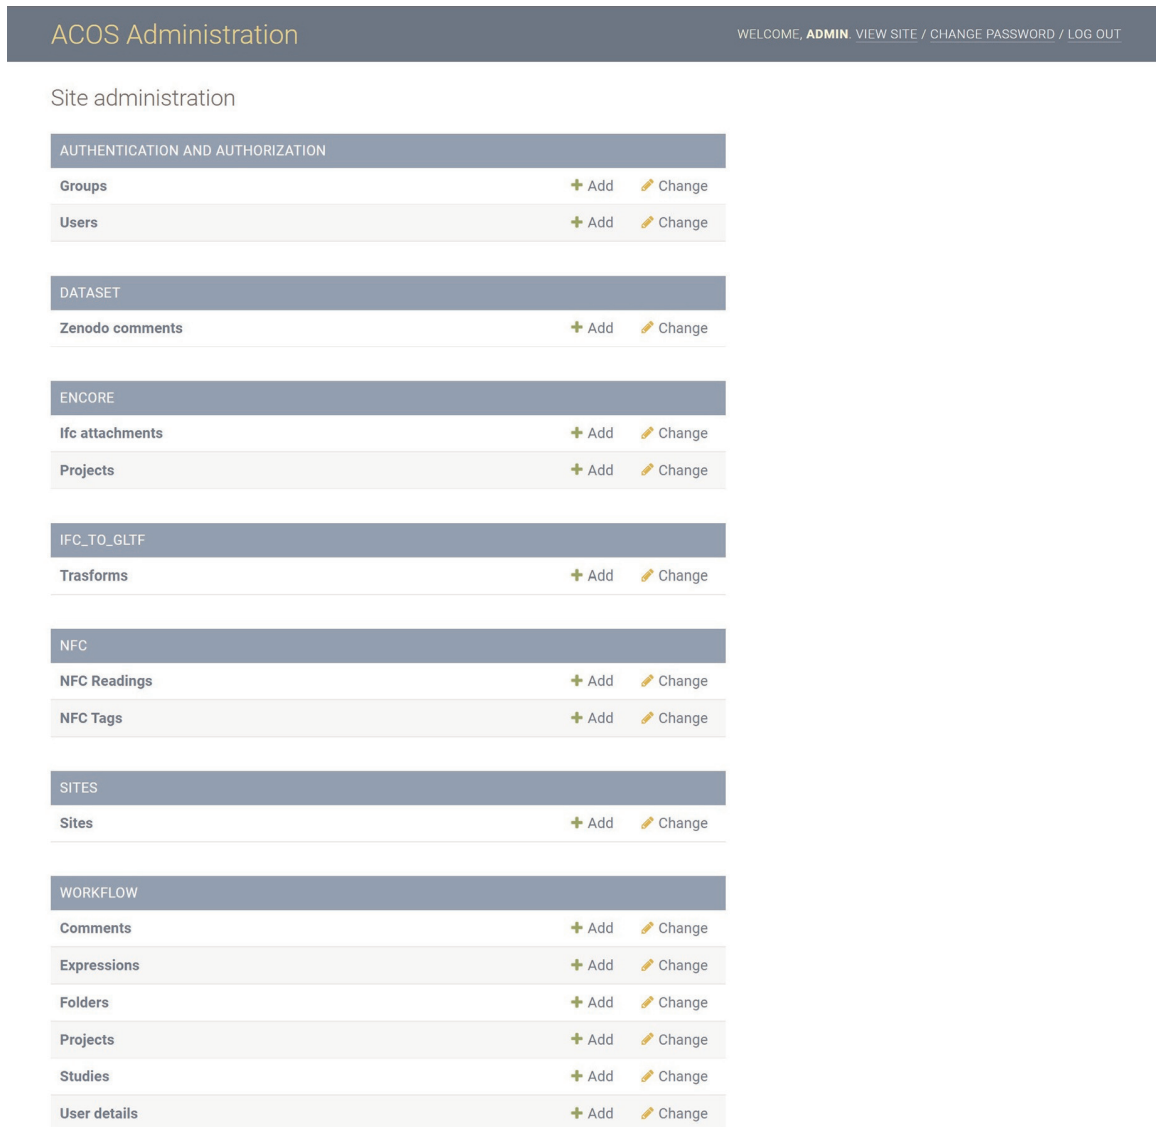 ACOS Administration
WELCOME, ADMIN. VIEW SITE / CHANGE PASSWORD / LOG OUT
Site administration
AUTHENTICATION AND AUTHORIZATION
Groups Add Change
Users Add Change
DATASET
Zenodo comments Add Change
ENCORE
Ifc attachments Add Change
Projects Add Change
IFC_TO_GLTF
Trasforms Add Change
NFC
NFC Readings Add Change
NFC Tags Add Change
SITES
Sites Add Change
WORKFLOW
Comments Add Change
Expressions Add Change
Folders Add Change
Projects Add Change
Studies Add Change
User details Add Change